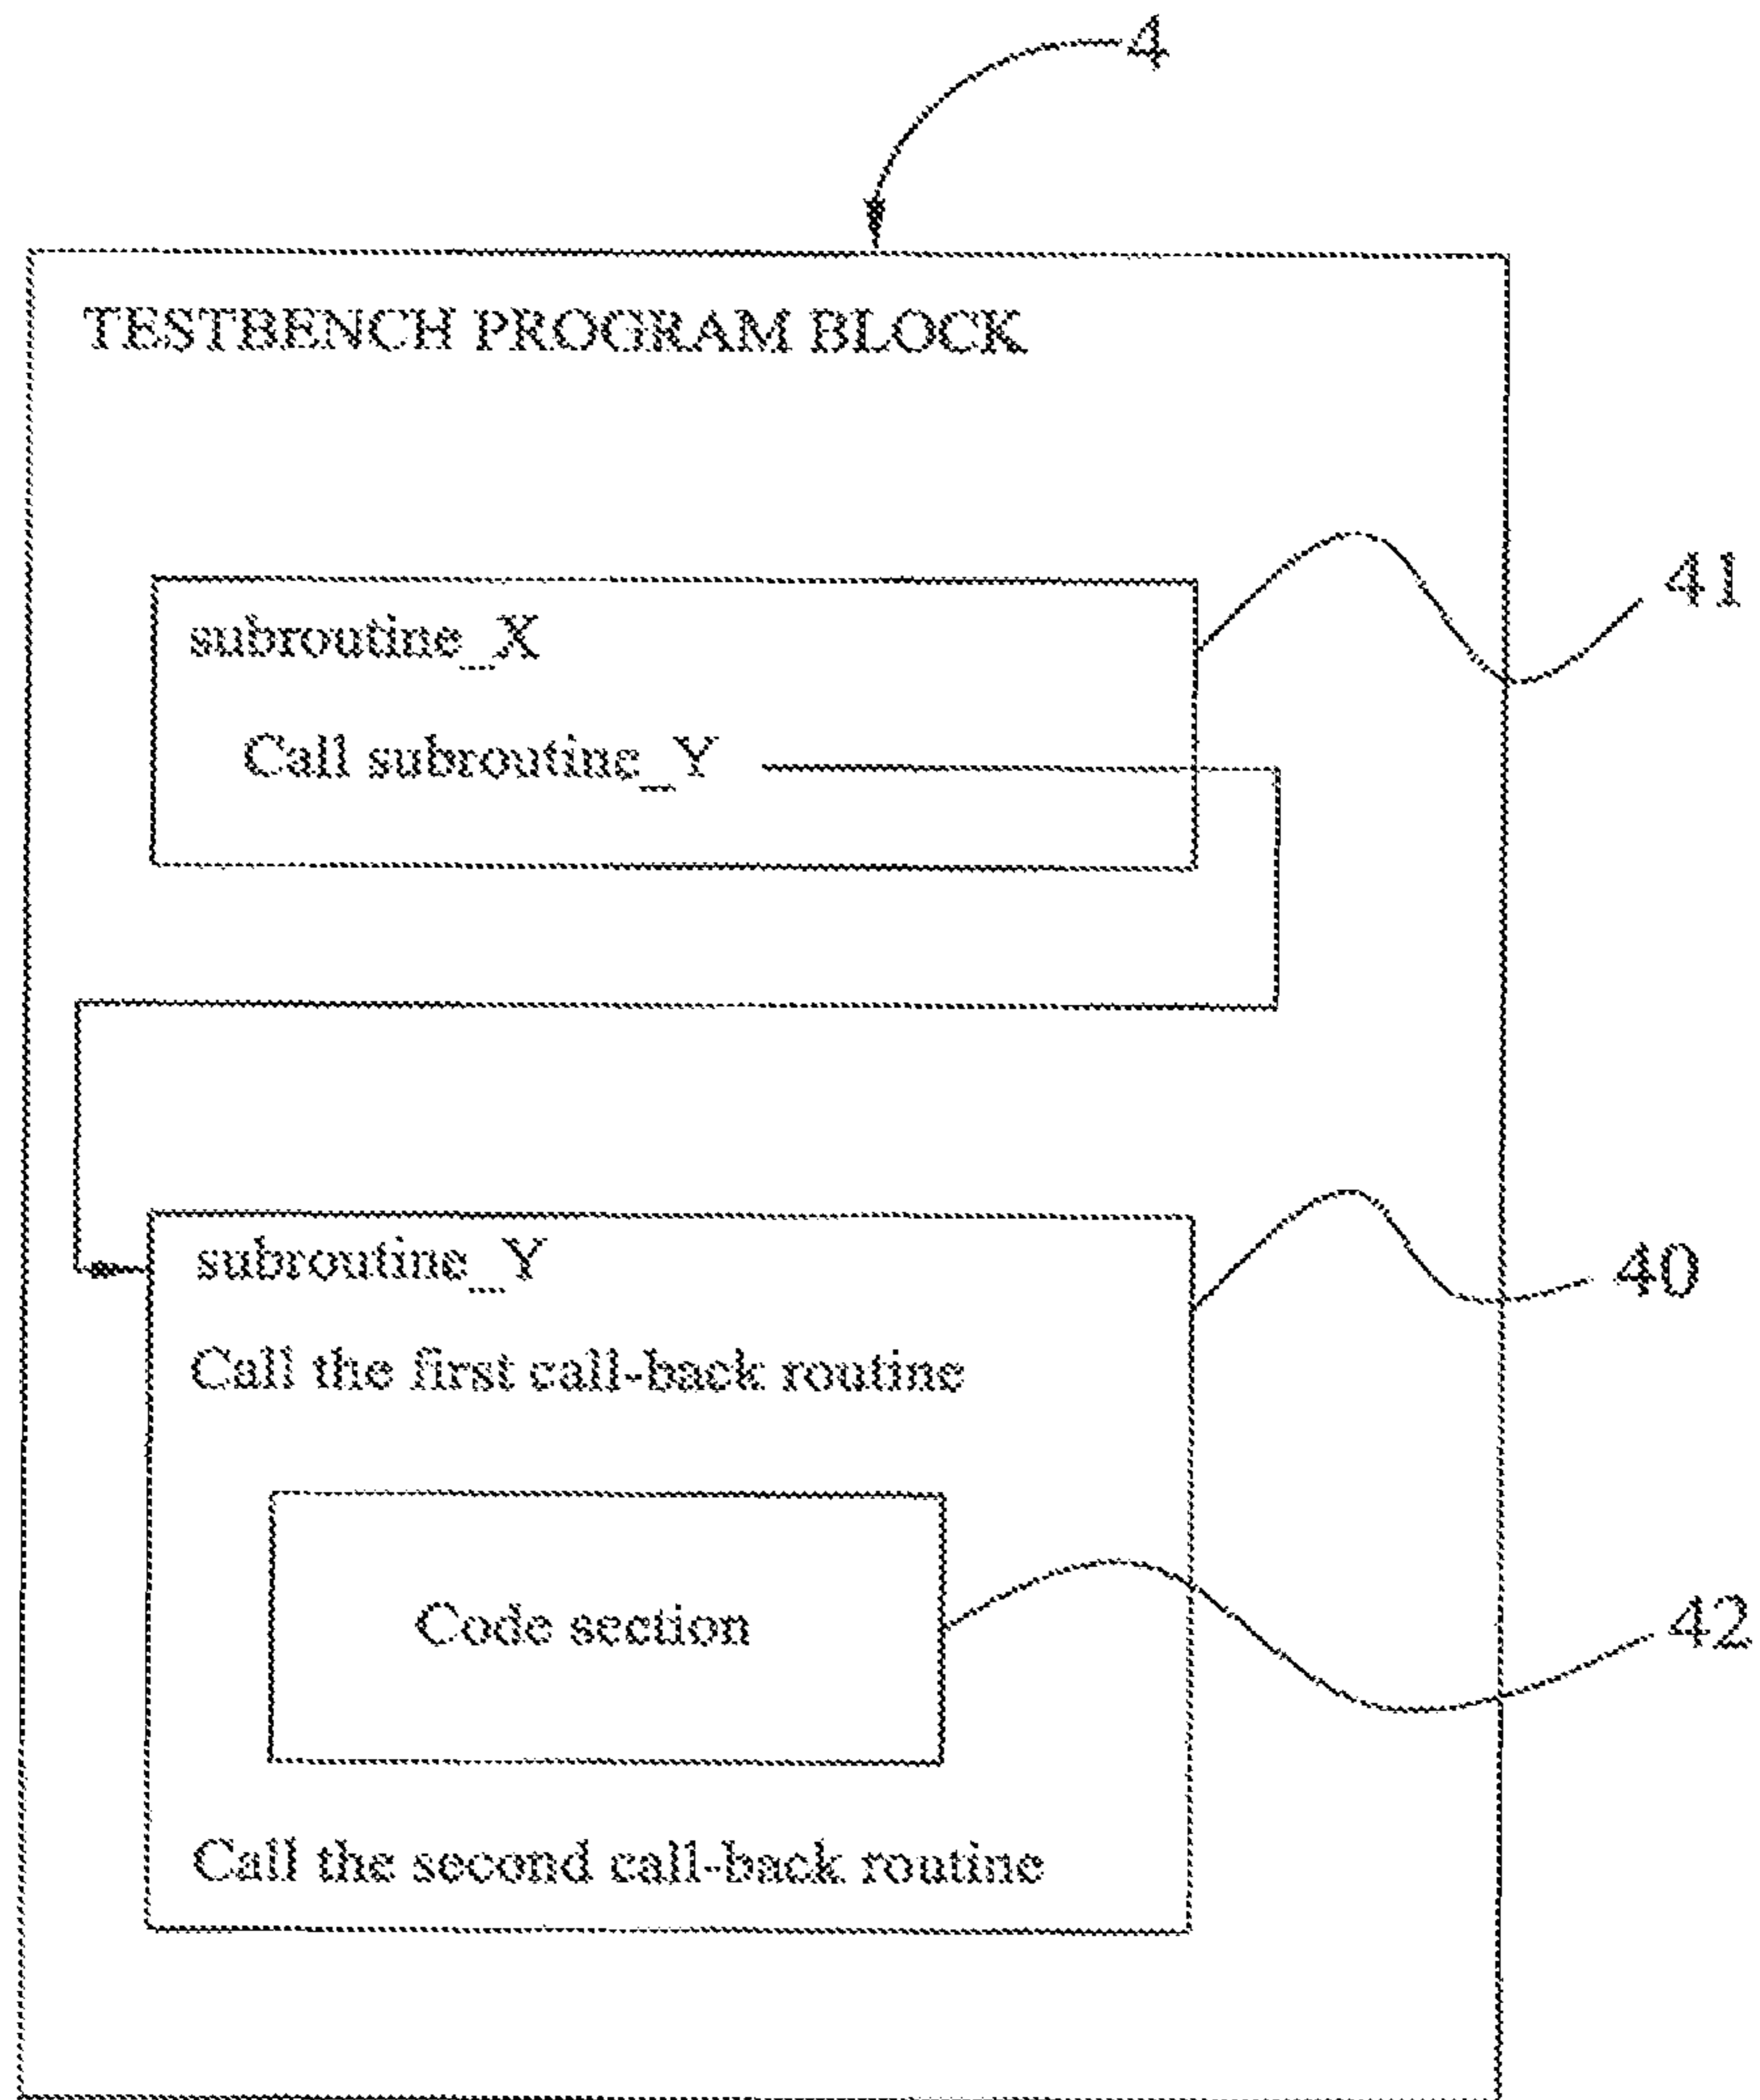 4
TESTBENCH PROGRAM BLOCK
41
subroutine_X
Call subroutine_Y
subroutine_Y
40
Call the first call-back routine
Code section
42
Call the second call-back routine